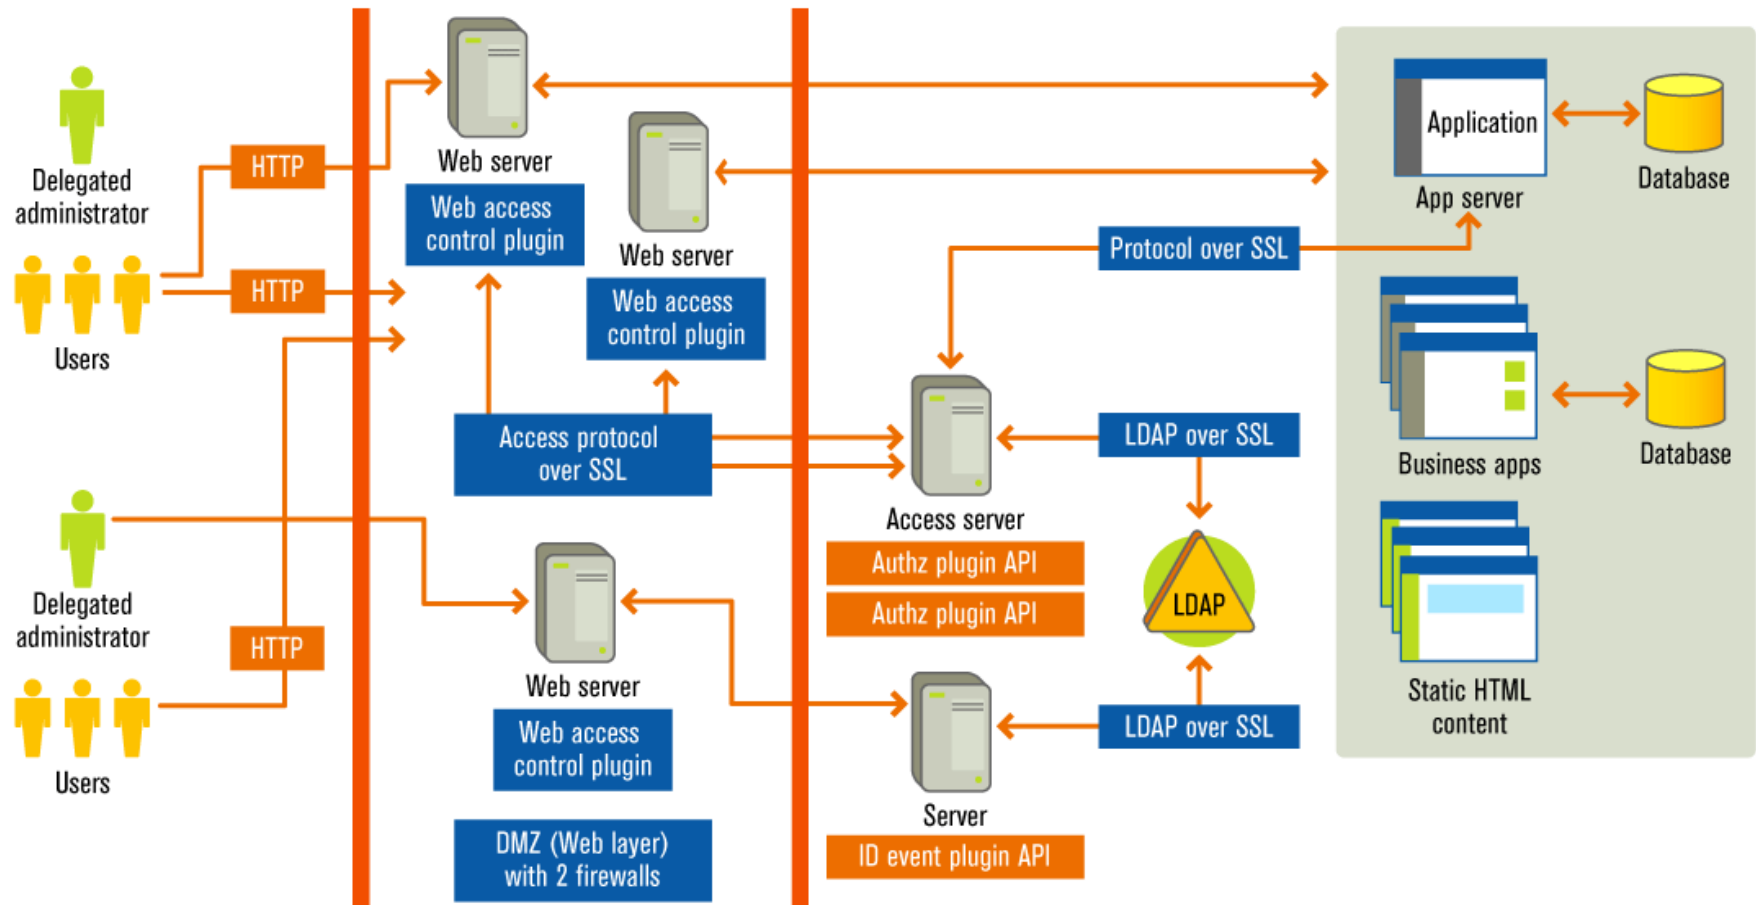 Web server
Web access
control plugin
Web server
Web access
control plugin
HTTP
Delegated
administrator
HTTP
Users
Application
App server
Database
Protocol over SSL
Access protocol
over SSL
LDAP over SSL
Business apps
Database
Access server
Authz plugin API
Authz plugin API
LDAP
Delegated
administrator
HTTP
Users
Web server
Web access
control plugin
LDAP over SSL
Static HTML
content
Server
ID event plugin API
DMZ (Web layer)
with 2 firewalls